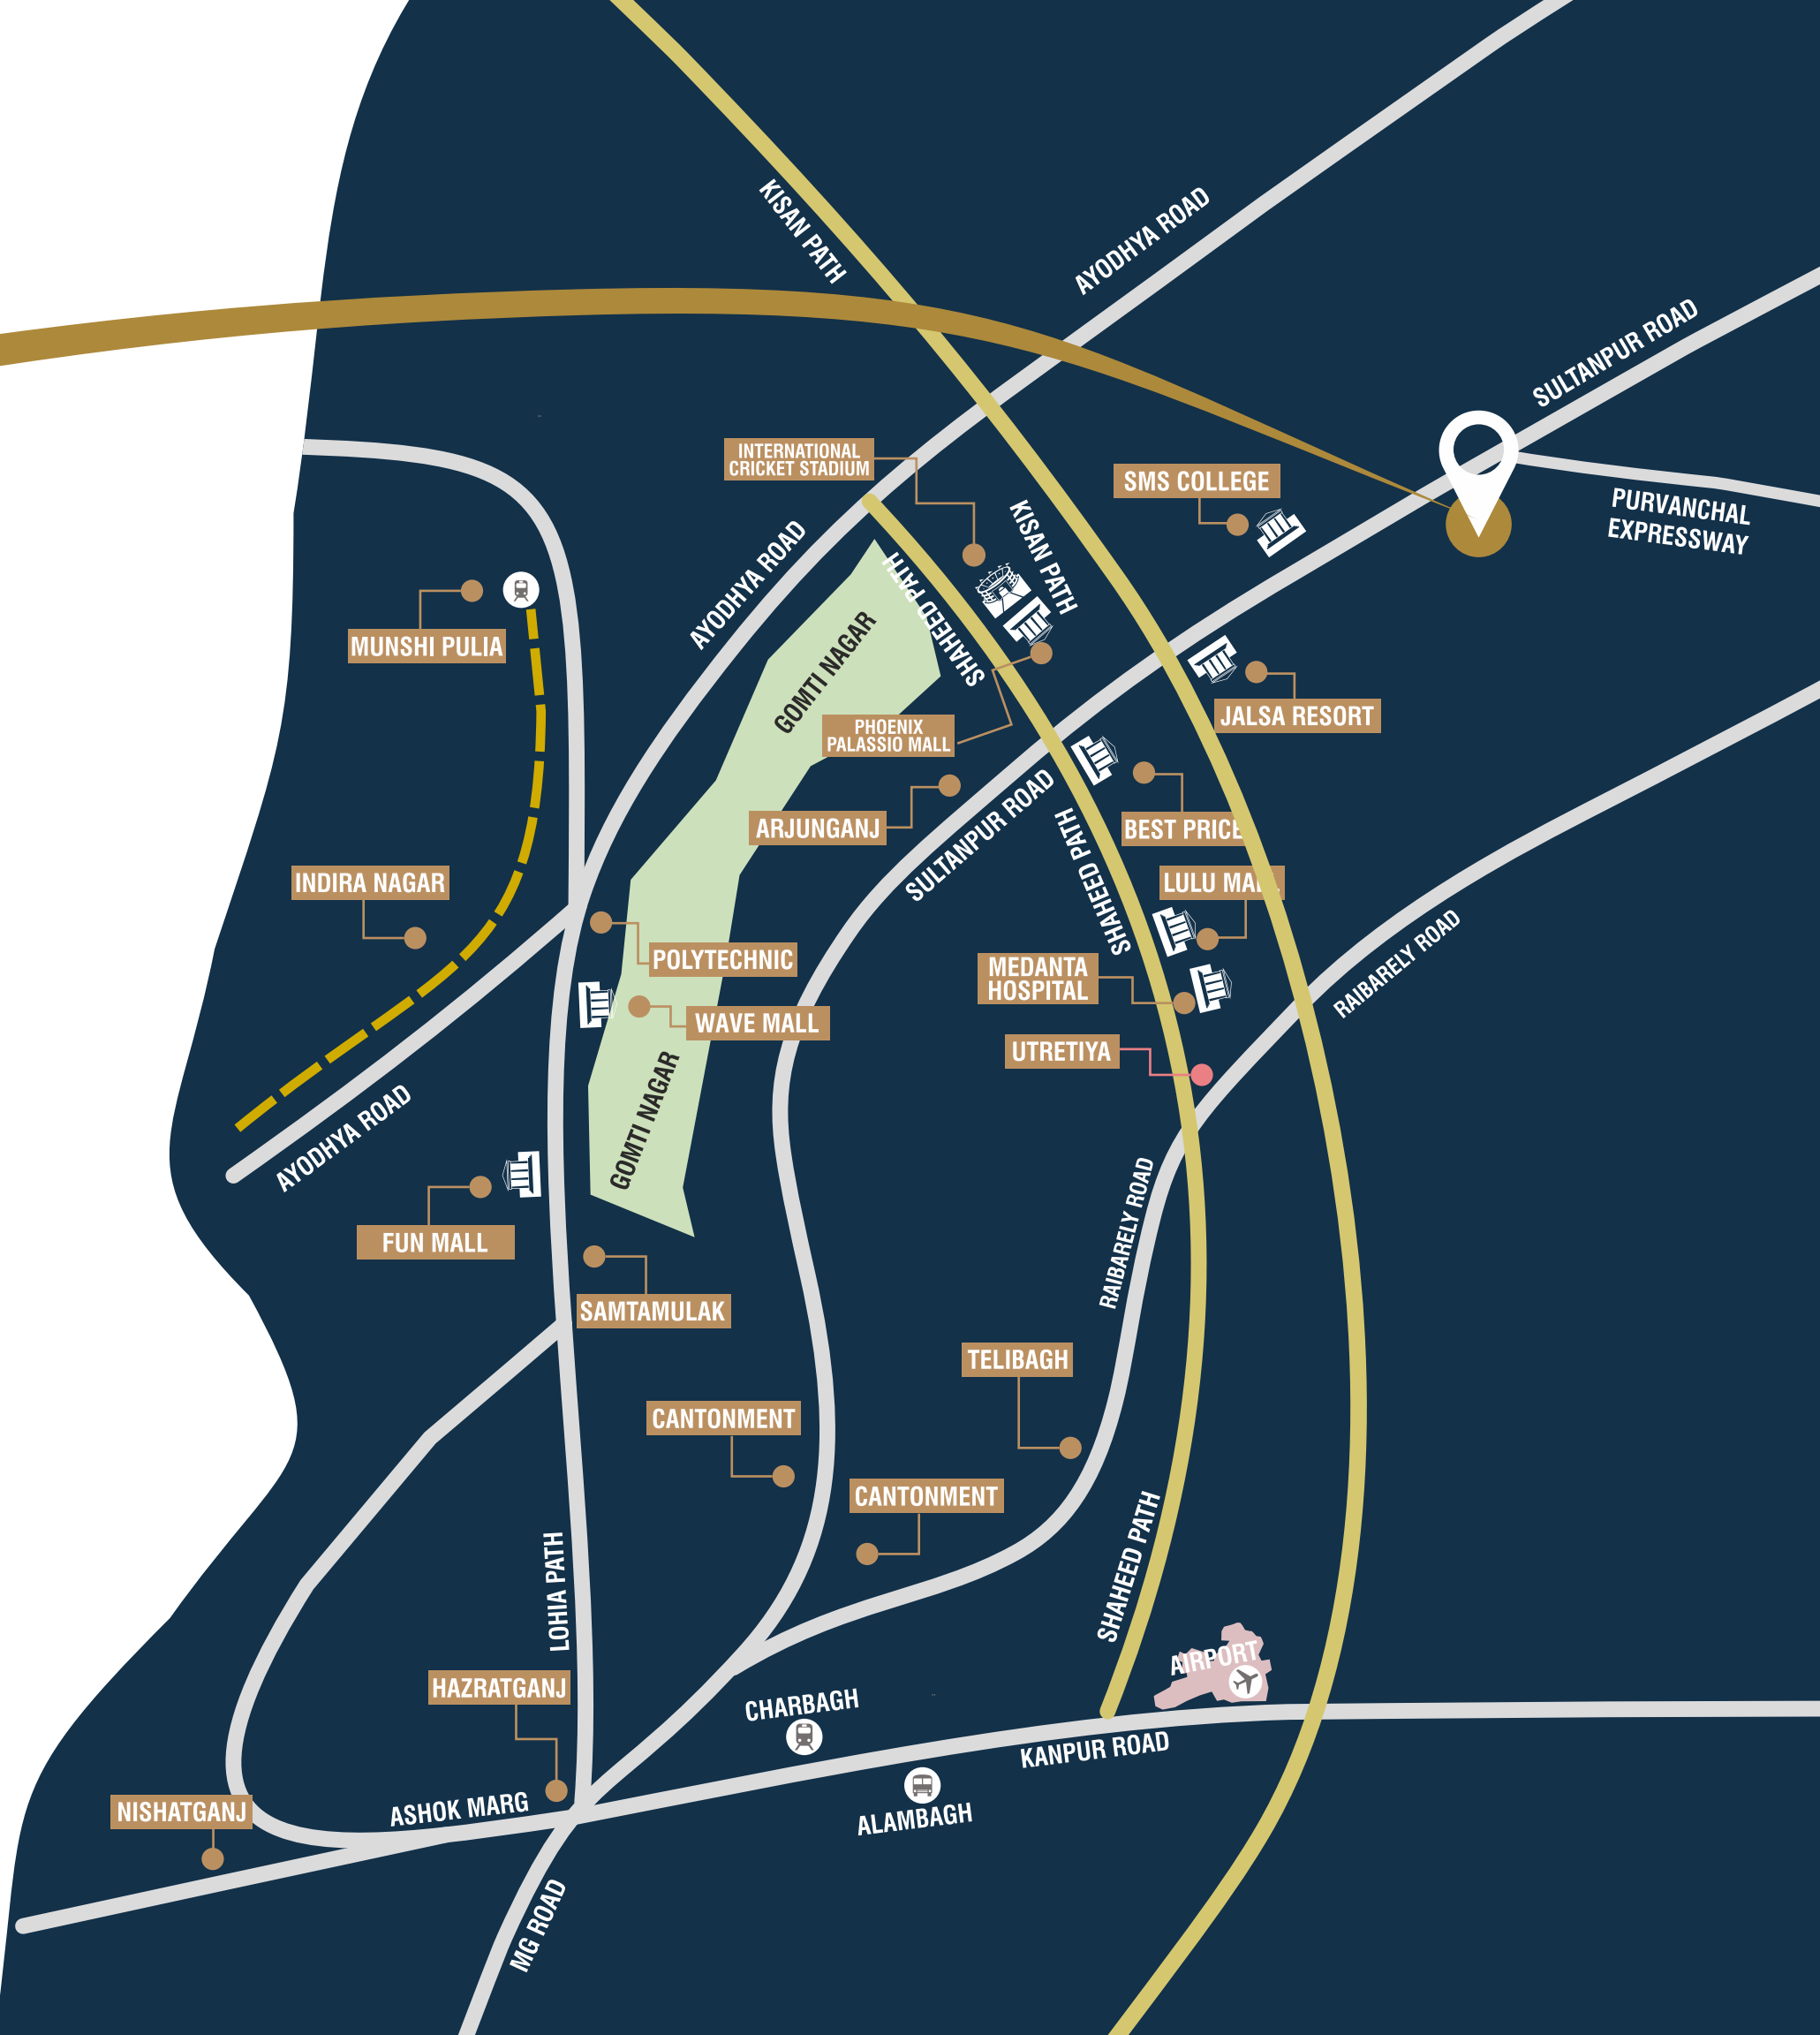 KISAN PATH
AYODHYA ROAD
SULTANPUR ROAD
INTERNATIONAL
CRICKET STADIUM
SMS COLLEGE
PURVANCHAL
EXPRESSWAY
KISAN PATH
AYODHYA ROAD
SHAHEED PATH
MUNSHI PULIA
GOMTI NAGAR
JALSA RESORT
PHOENIX
PALASSIO MALL
ARJUNGANJ
SULTANPUR ROAD
BEST PRICE
SHAHEED PATH
INDIRA NAGAR
LULU MALL
POLYTECHNIC
MEDANTA
HOSPITAL
RAIBARELY ROAD
WAVE MALL
UTRETIYA
AYODHYA ROAD
GOMTI NAGAR
RAIBARELY ROAD
FUN MALL
SAMTAMULAK
TELIBAGH
CANTONMENT
CANTONMENT
LOHIA PATH
SHAHEED PATH
AIRPORT
HAZRATGANJ
CHARBAGH
KANPUR ROAD
NISHATGANJ
ASHOK MARG
ALAMBAGH
MG ROAD